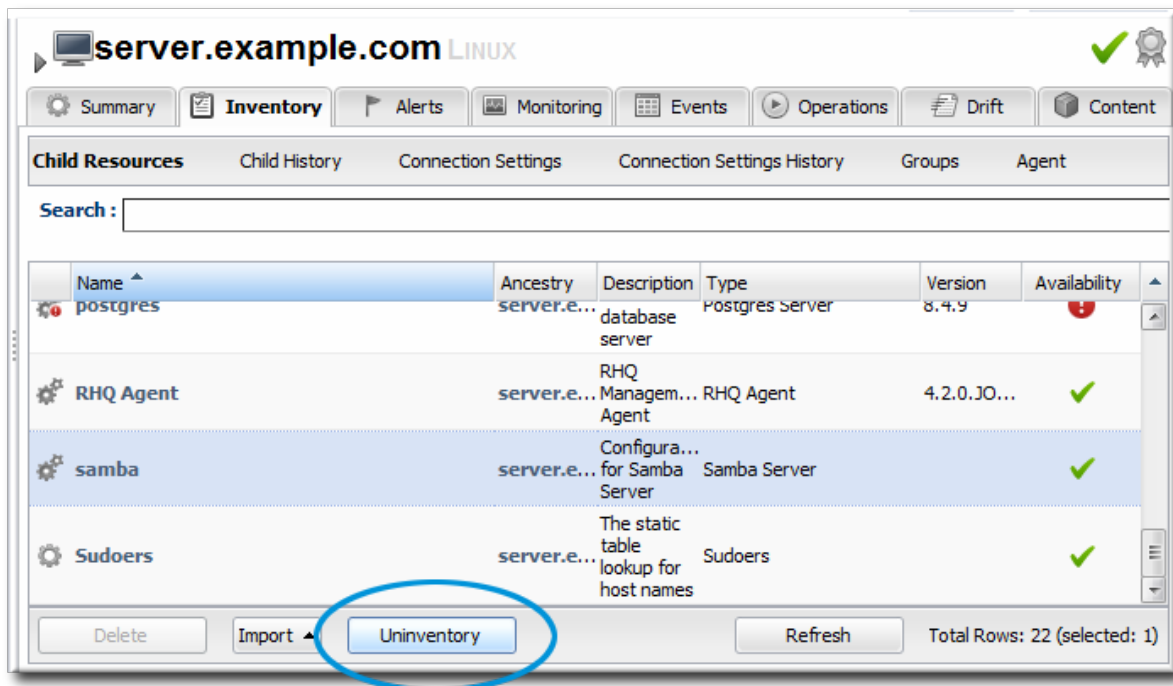 server.example.com LINUX
Summary Inventory Alerts Monitoring Events Operations Drift Content
Child Resources Child History Connection Settings Connection Settings History Groups Agent
Search :
Name Ancestry Description Type Version Availability
postgres server.e... database server Postgres Server 8.4.9
RHQ Agent server.e... RHQ Managem... Agent RHQ Agent 4.2.0.JO...
samba server.e... Configura... for Samba Server Samba Server
Sudoers server.e... The static table lookup for host names Sudoers
Delete Import Uninventory Refresh Total Rows: 22 (selected: 1)